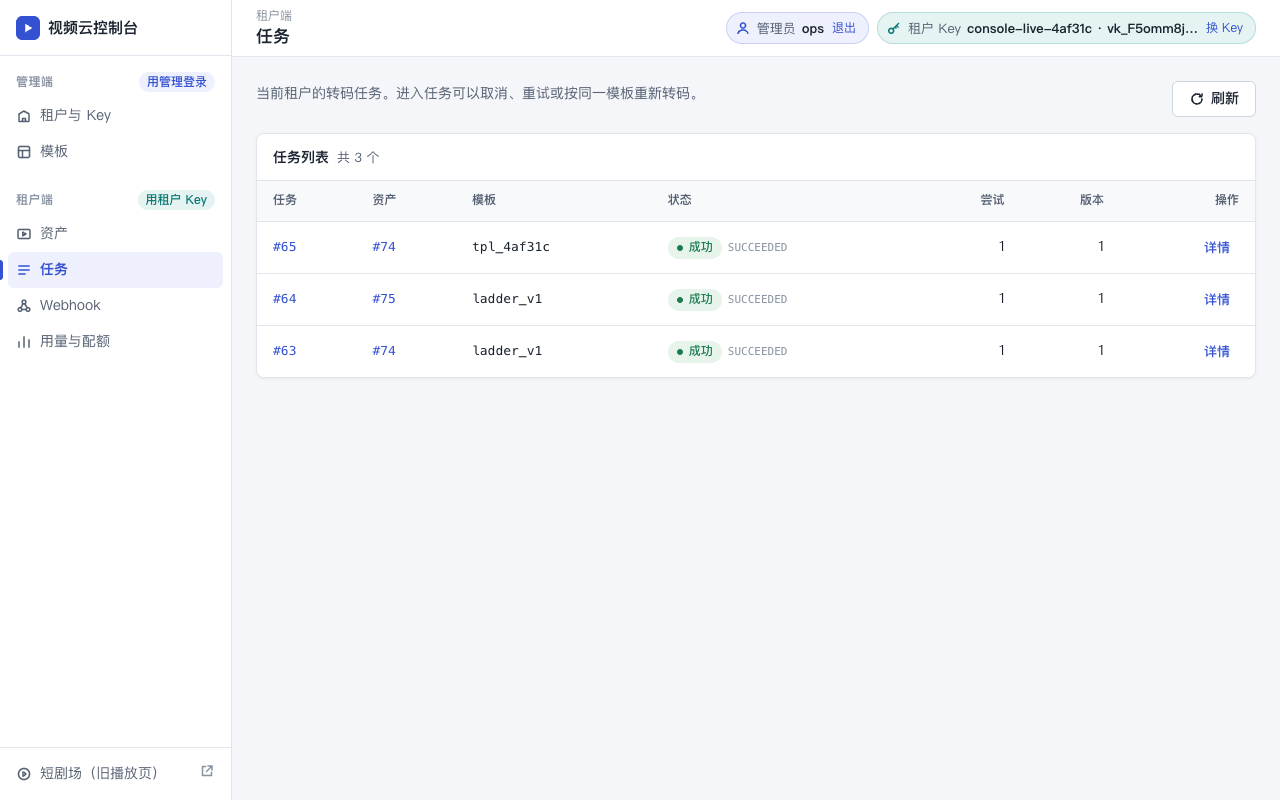 视频云控制台
管理端 用管理登录
租户与 Key
模板
租户端 用租户 Key
资产
任务
Webhook
用量与配额
短剧场（旧播放页）
租户端
任务
管理员 ops 退出
租户 Key console-live-4af31c · vk_F5omm8j… 换 Key
当前租户的转码任务。进入任务可以取消、重试或按同一模板重新转码。
刷新
任务列表 共 3 个
任务 资产 模板 状态 尝试 版本 操作
#65 #74 tpl_4af31c 成功 SUCCEEDED 1 1 详情
#64 #75 ladder_v1 成功 SUCCEEDED 1 1 详情
#63 #74 ladder_v1 成功 SUCCEEDED 1 1 详情